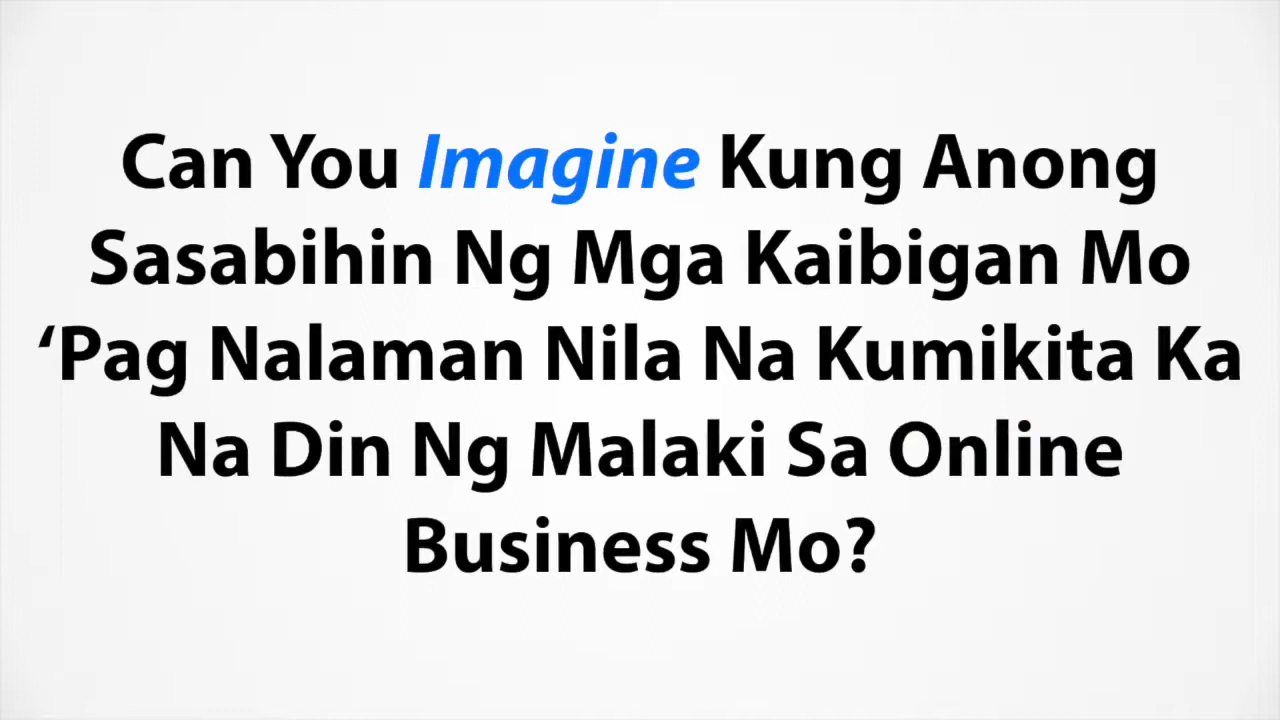 Can You Imagine Kung Anong
Sasabihin Ng Mga Kaibigan Mo
‘Pag Nalaman Nila Na Kumikita Ka
Na Din Ng Malaki Sa Online
Business Mo?